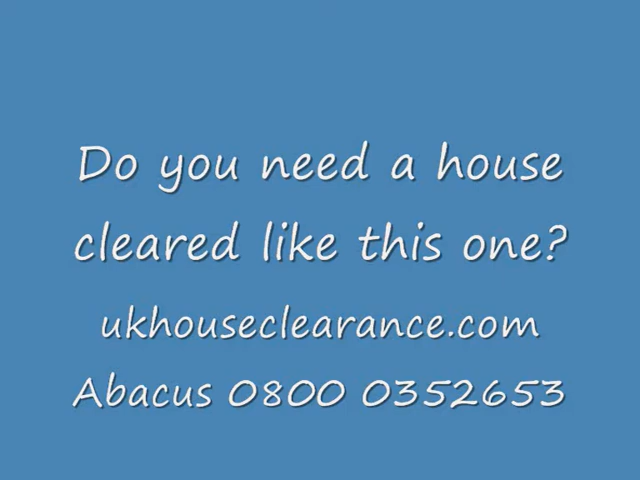 Do you need a house
cleared like this one?
ukhouseclearance.com
Abacus 0800 0352653